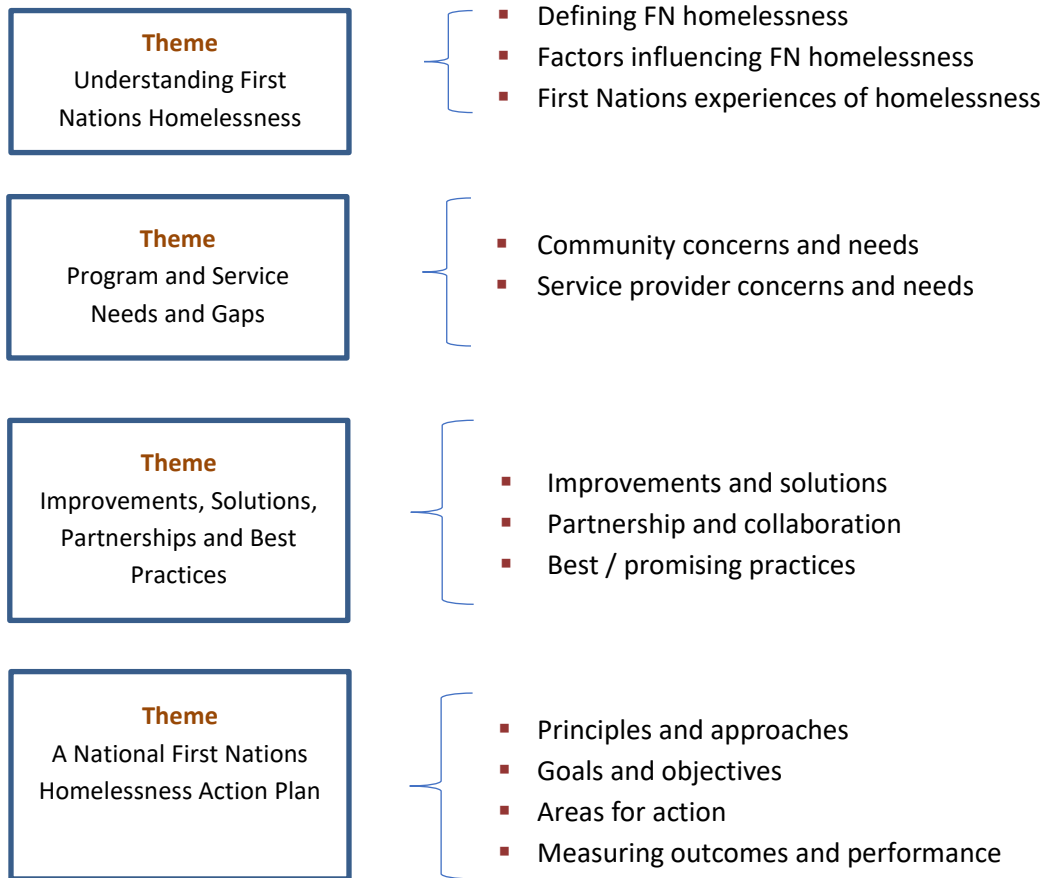 Theme
Understanding First
Nations Homelessness
Defining FN homelessness
Factors influencing FN homelessness
First Nations experiences of homelessness
Theme
Program and Service
Needs and Gaps
Community concerns and needs
Service provider concerns and needs
Theme
Improvements, Solutions,
Partnerships and Best
Practices
Improvements and solutions
Partnership and collaboration
Best / promising practices
Theme
A National First Nations
Homelessness Action Plan
Principles and approaches
Goals and objectives
Areas for action
Measuring outcomes and performance